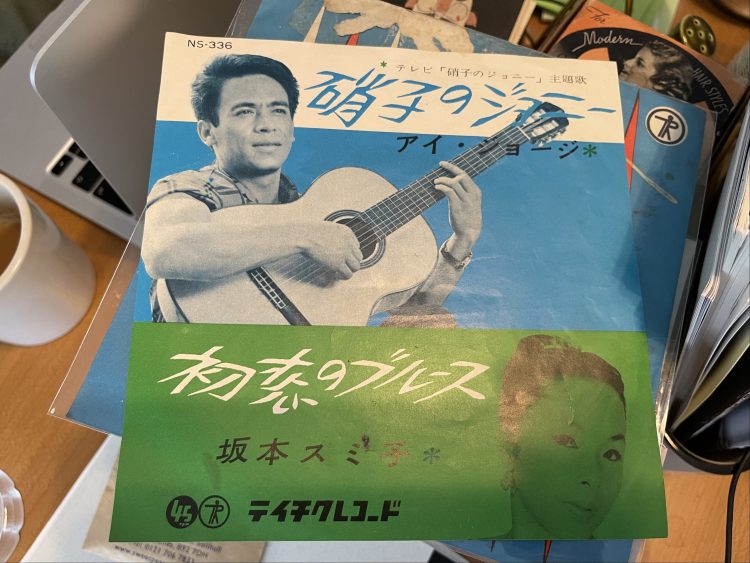 NS-336
* テレビ「硝子のジョニー」主題歌
硝子のジョニー
アイ・ジョージ*
初恋のブルース
坂本スミ子*
45
テイチクレコード
For
Modern
HAIR STYLES